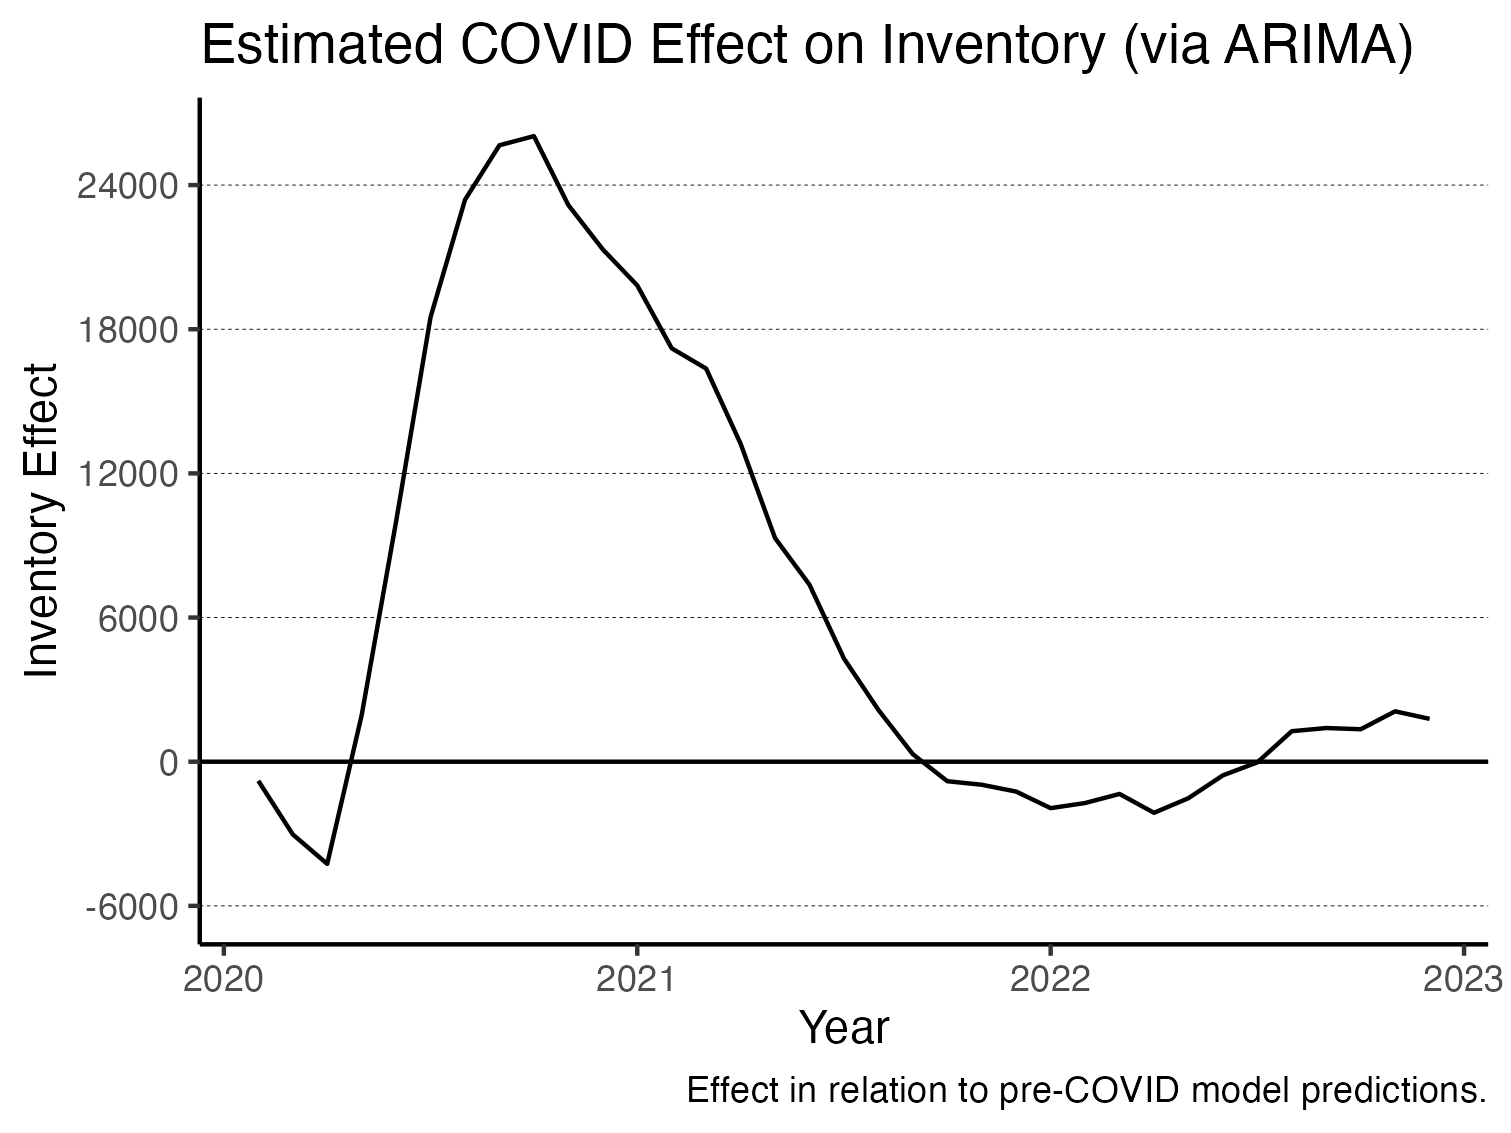 Estimated COVID Effect on Inventory (via ARIMA)
Inventory Effect
24000
18000
12000
6000
0
-6000
2020 2021 2022 2023
Year
Effect in relation to pre-COVID model predictions.